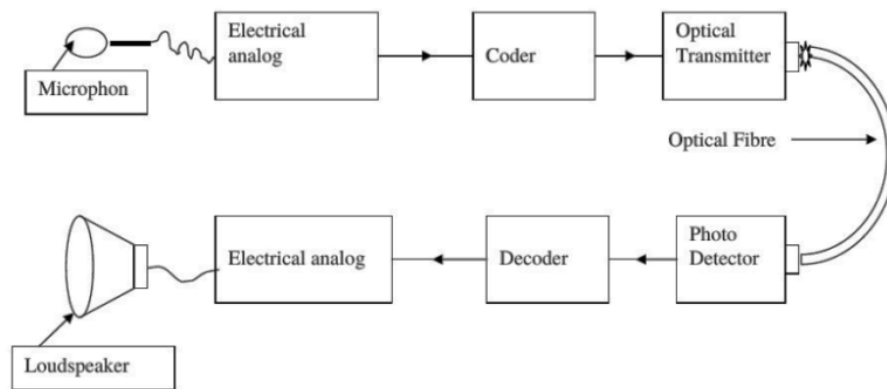 Electrical
analog
Coder
Optical
Transmitter
Microphon
Optical Fibre
Electrical analog
Decoder
Photo
Detector
Loudspeaker